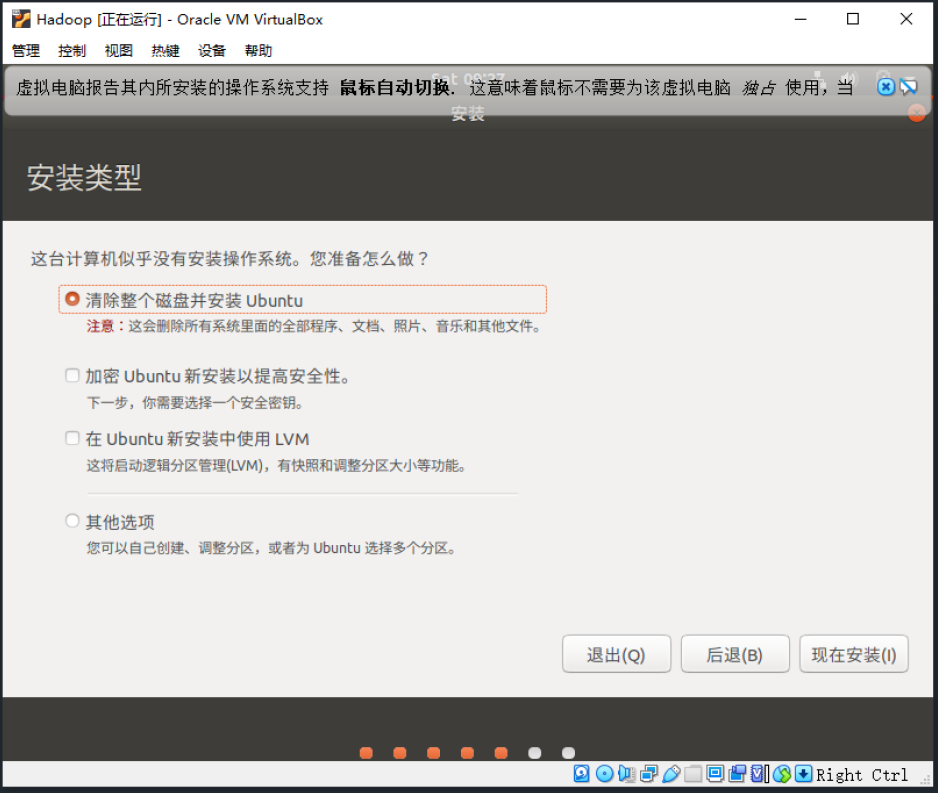 Hadoop [正在运行] - Oracle VM VirtualBox
管理 控制 视图 热键 设备 帮助
虚拟电脑报告其内所安装的操作系统支持 鼠标自动切换. 这意味着鼠标不需要为该虚拟电脑 独占 使用，当
安装
安装类型
这台计算机似乎没有安装操作系统。您准备怎么做？
清除整个磁盘并安装 Ubuntu
注意：这会删除所有系统里面的全部程序、文档、照片、音乐和其他文件。
加密 Ubuntu 新安装以提高安全性。
下一步，你需要选择一个安全密钥。
在 Ubuntu 新安装中使用 LVM
这将启动逻辑分区管理(LVM)，有快照和调整分区大小等功能。
其他选项
您可以自己创建、调整分区，或者为 Ubuntu 选择多个分区。
退出(Q) 后退(B) 现在安装(I)
Right Ctrl